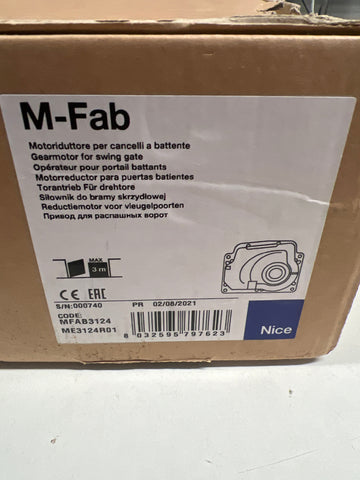 M-Fab
Motoriduttore per cancelli a battente
Gearmotor for swing gate
Opérateur pour portail battants
Motorreductor para puertas batientes
Torantrieb Für drehtore
Siłownik do bramy skrzydłowej
Reductiemotor voor vleugelpoorten
Привод для распашных ворот
MAX
3 m
CE EAC
S/N:000740 PR 02/08/2021
CODE:
MFAB3124
ME3124R01
8 032595 797623
Nice